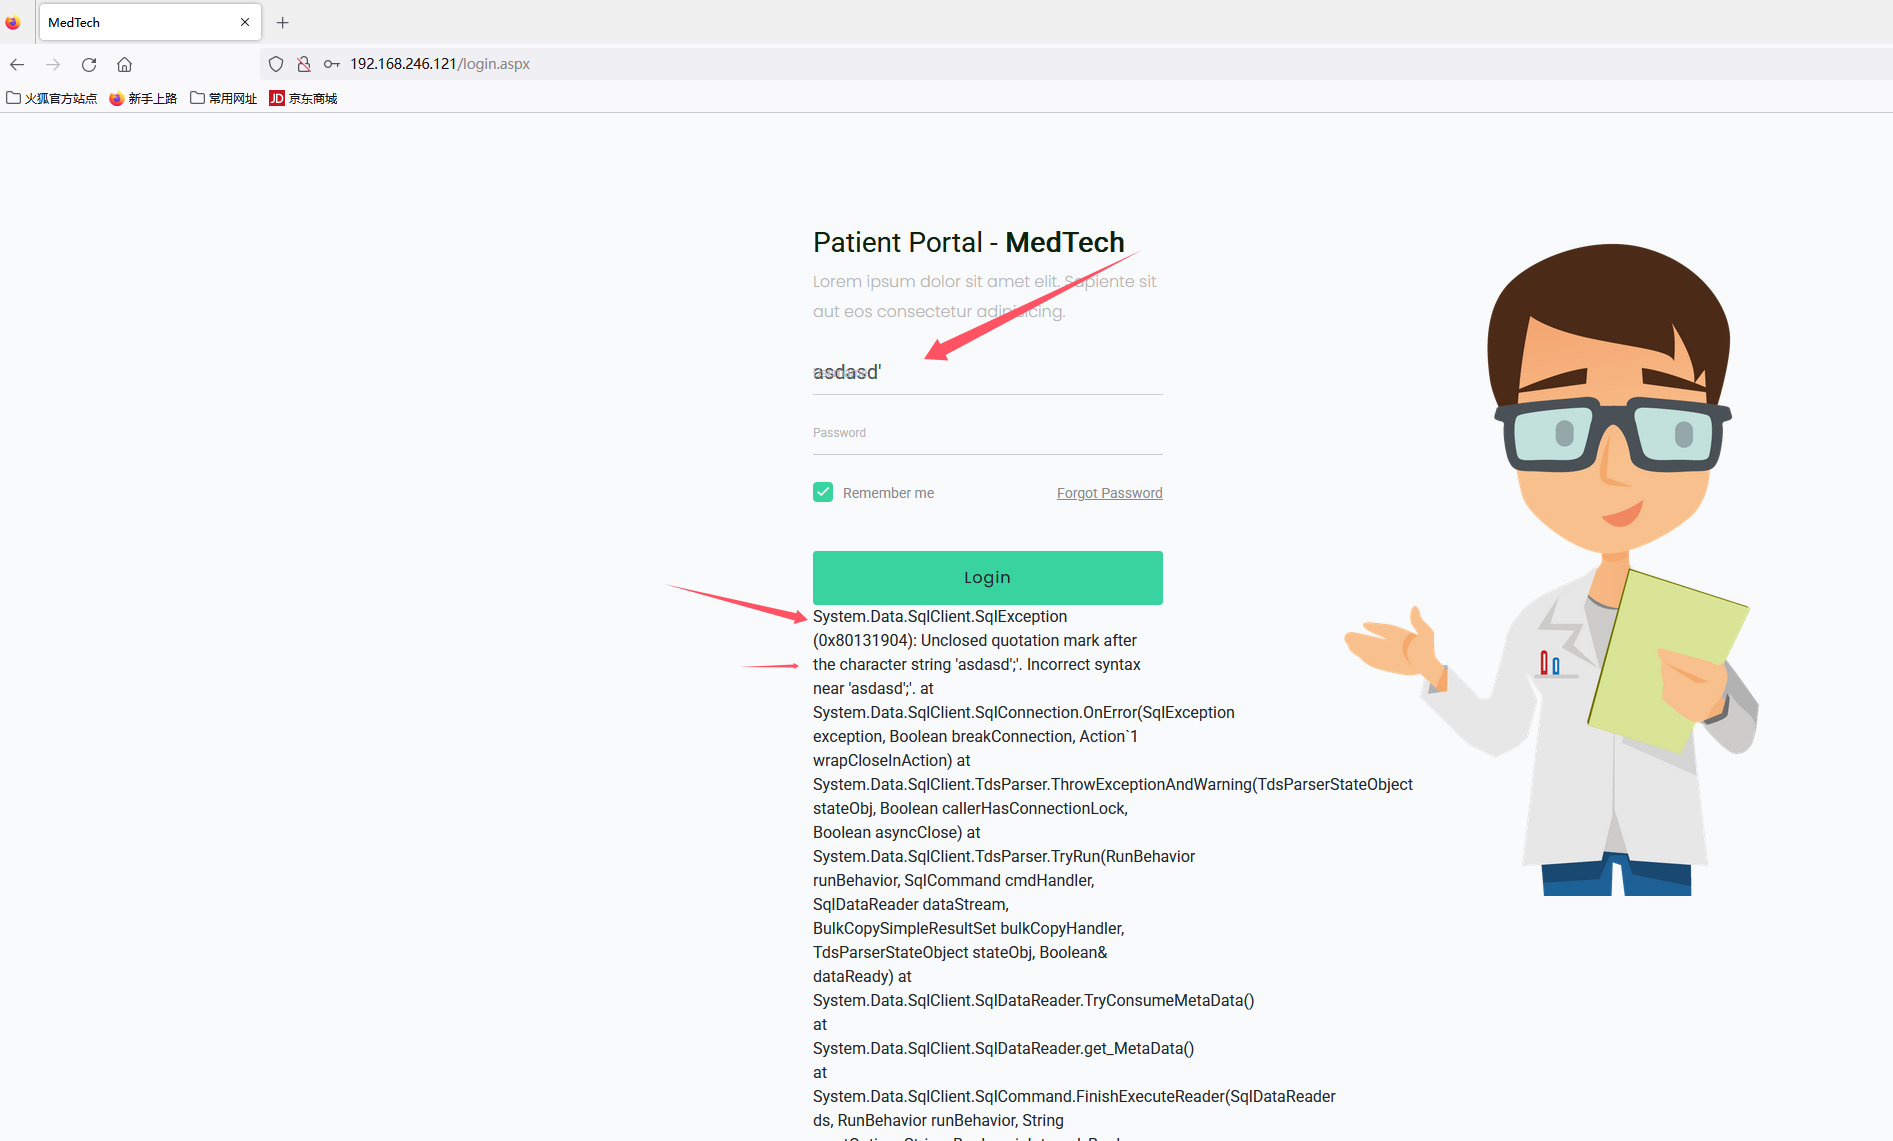 MedTech
192.168.246.121/login.aspx
火狐官方站点 新手上路 常用网址 JD 京东商城
Patient Portal - MedTech
Lorem ipsum dolor sit amet elit. Sapiente sit
aut eos consectetur adipisicing.
asdasd'
Password
Remember me Forgot Password
Login
System.Data.SqlClient.SqlException
(0x80131904): Unclosed quotation mark after
the character string 'asdasd';'. Incorrect syntax
near 'asdasd';'. at
System.Data.SqlClient.SqlConnection.OnError(SqlException
exception, Boolean breakConnection, Action`1
wrapCloseInAction) at
System.Data.SqlClient.TdsParser.ThrowExceptionAndWarning(TdsParserStateObject
stateObj, Boolean callerHasConnectionLock,
Boolean asyncClose) at
System.Data.SqlClient.TdsParser.TryRun(RunBehavior
runBehavior, SqlCommand cmdHandler,
SqlDataReader dataStream,
BulkCopySimpleResultSet bulkCopyHandler,
TdsParserStateObject stateObj, Boolean&
dataReady) at
System.Data.SqlClient.SqlDataReader.TryConsumeMetaData()
at
System.Data.SqlClient.SqlDataReader.get_MetaData()
at
System.Data.SqlClient.SqlCommand.FinishExecuteReader(SqlDataReader
ds, RunBehavior runBehavior, String